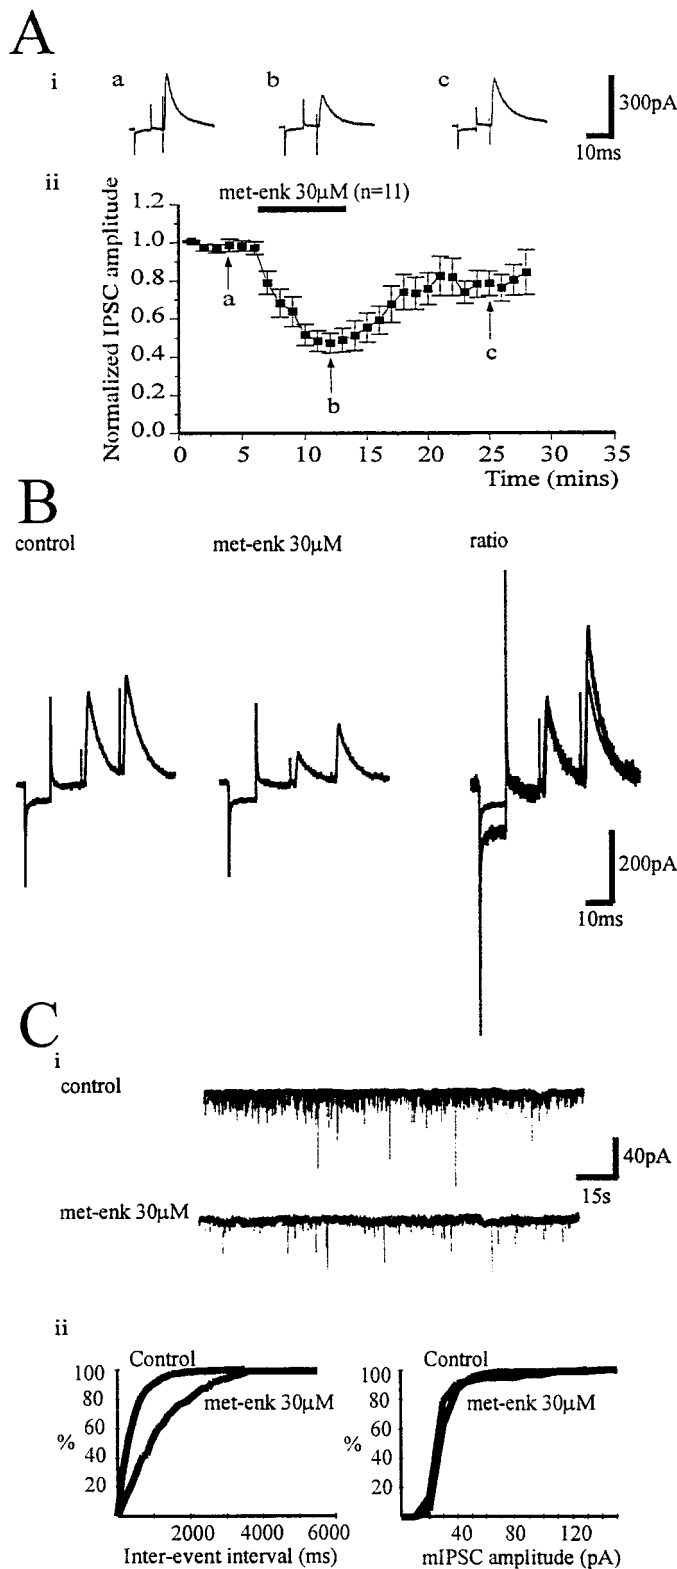 A
i a b c
300pA
10ms
ii
met-enk 30µM (n=11)
Normalized IPSC amplitude
1.2
1.0
0.8
0.6
0.4
0.2
0.0
a
b
c
0 5 10 15 20 25 30 35
Time (mins)
B
control met-enk 30µM ratio
200pA
10ms
C
i
control
40pA
15s
met-enk 30µM
ii
Control
met-enk 30µM
100
80
60
40
20
%
2000 4000 6000
Inter-event interval (ms)
Control
met-enk 30µM
100
80
60
40
20
%
40 80 120
mIPSC amplitude (pA)